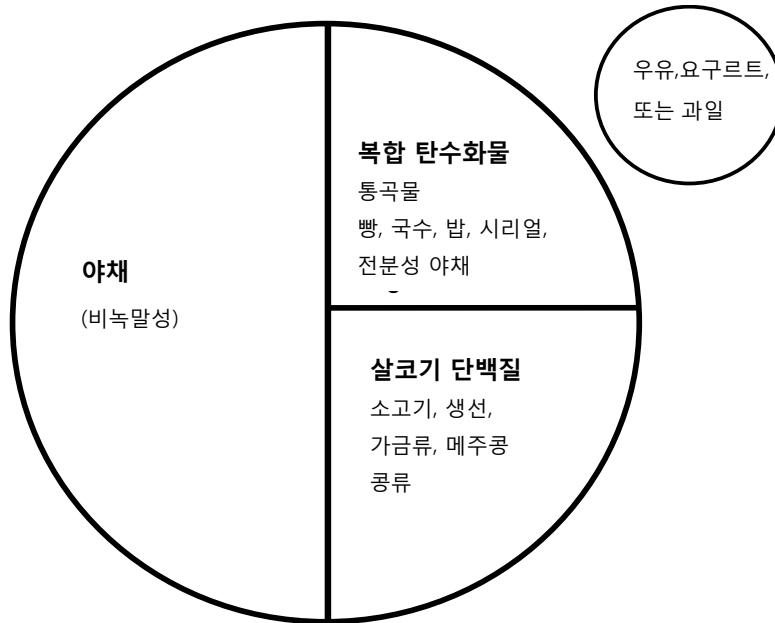 우유,요구르트,
또는 과일
복합 탄수화물
통곡물
빵, 국수, 밥, 시리얼,
전분성 야채
야채
(비녹말성)
살코기 단백질
소고기, 생선,
가금류, 메주콩
콩류